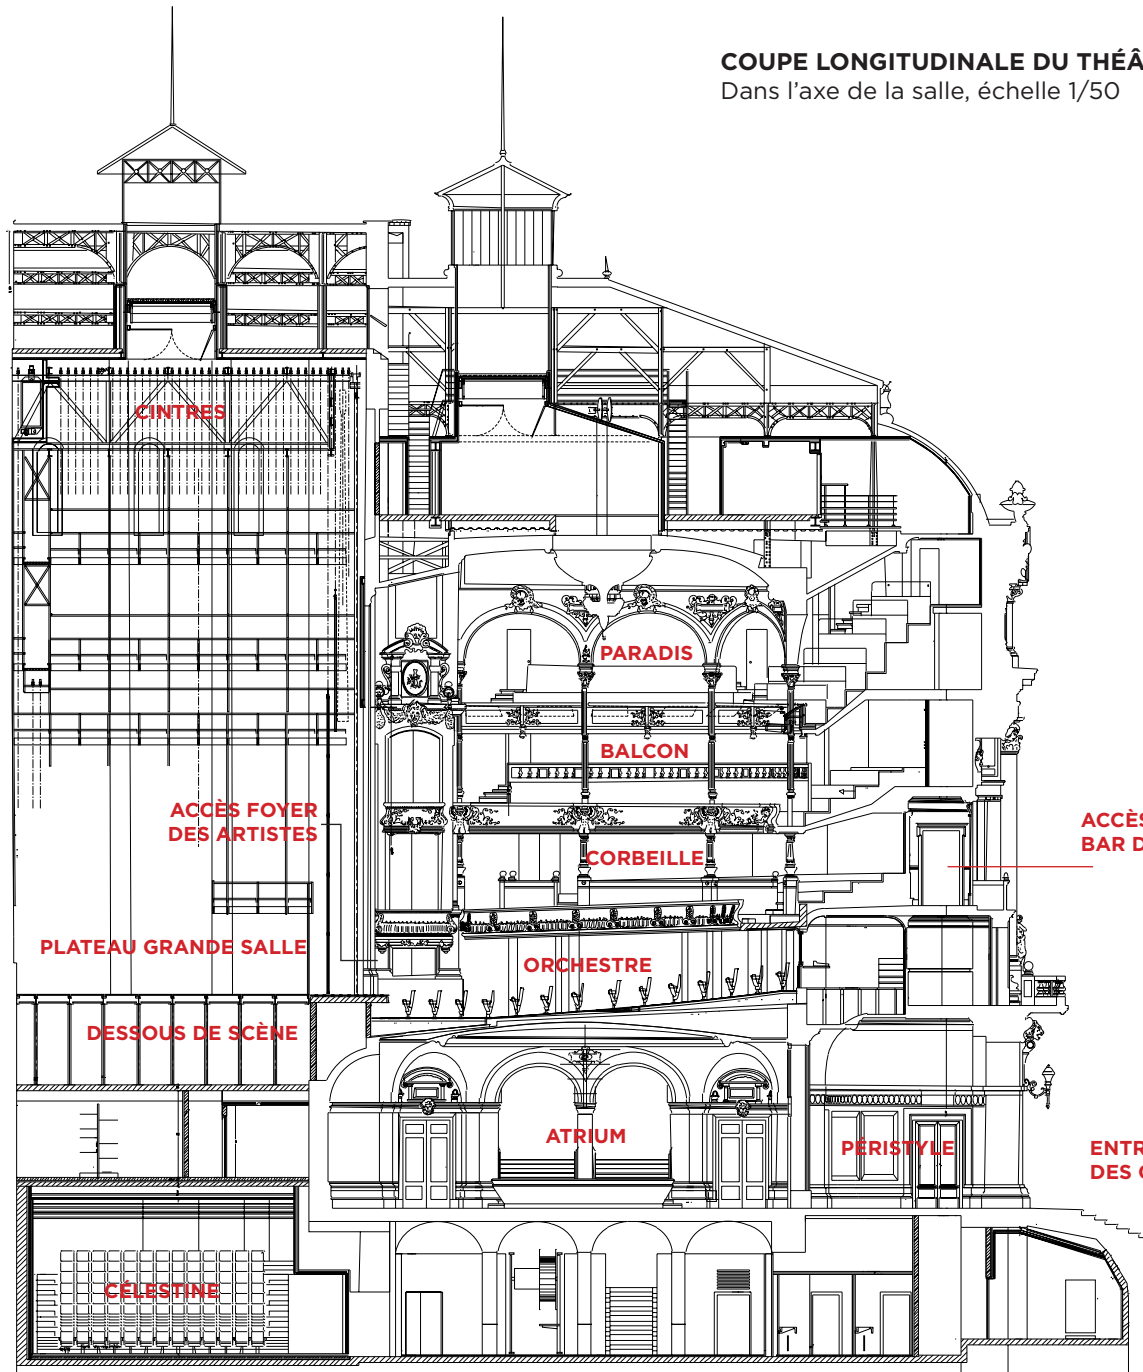 COUPE LONGITUDINALE DU THÉÂ
Dans l'axe de la salle, échelle 1/50
CINTRES
PARADIS
BALCON
ACCÈS FOYER
DES ARTISTES
CORBEILLE
ACCÈS
BAR D
PLATEAU GRANDE SALLE
ORCHESTRE
DESSOUS DE SCÈNE
ATRIUM
PÉRISTYLE
ENTR
DES
CÉLESTINE